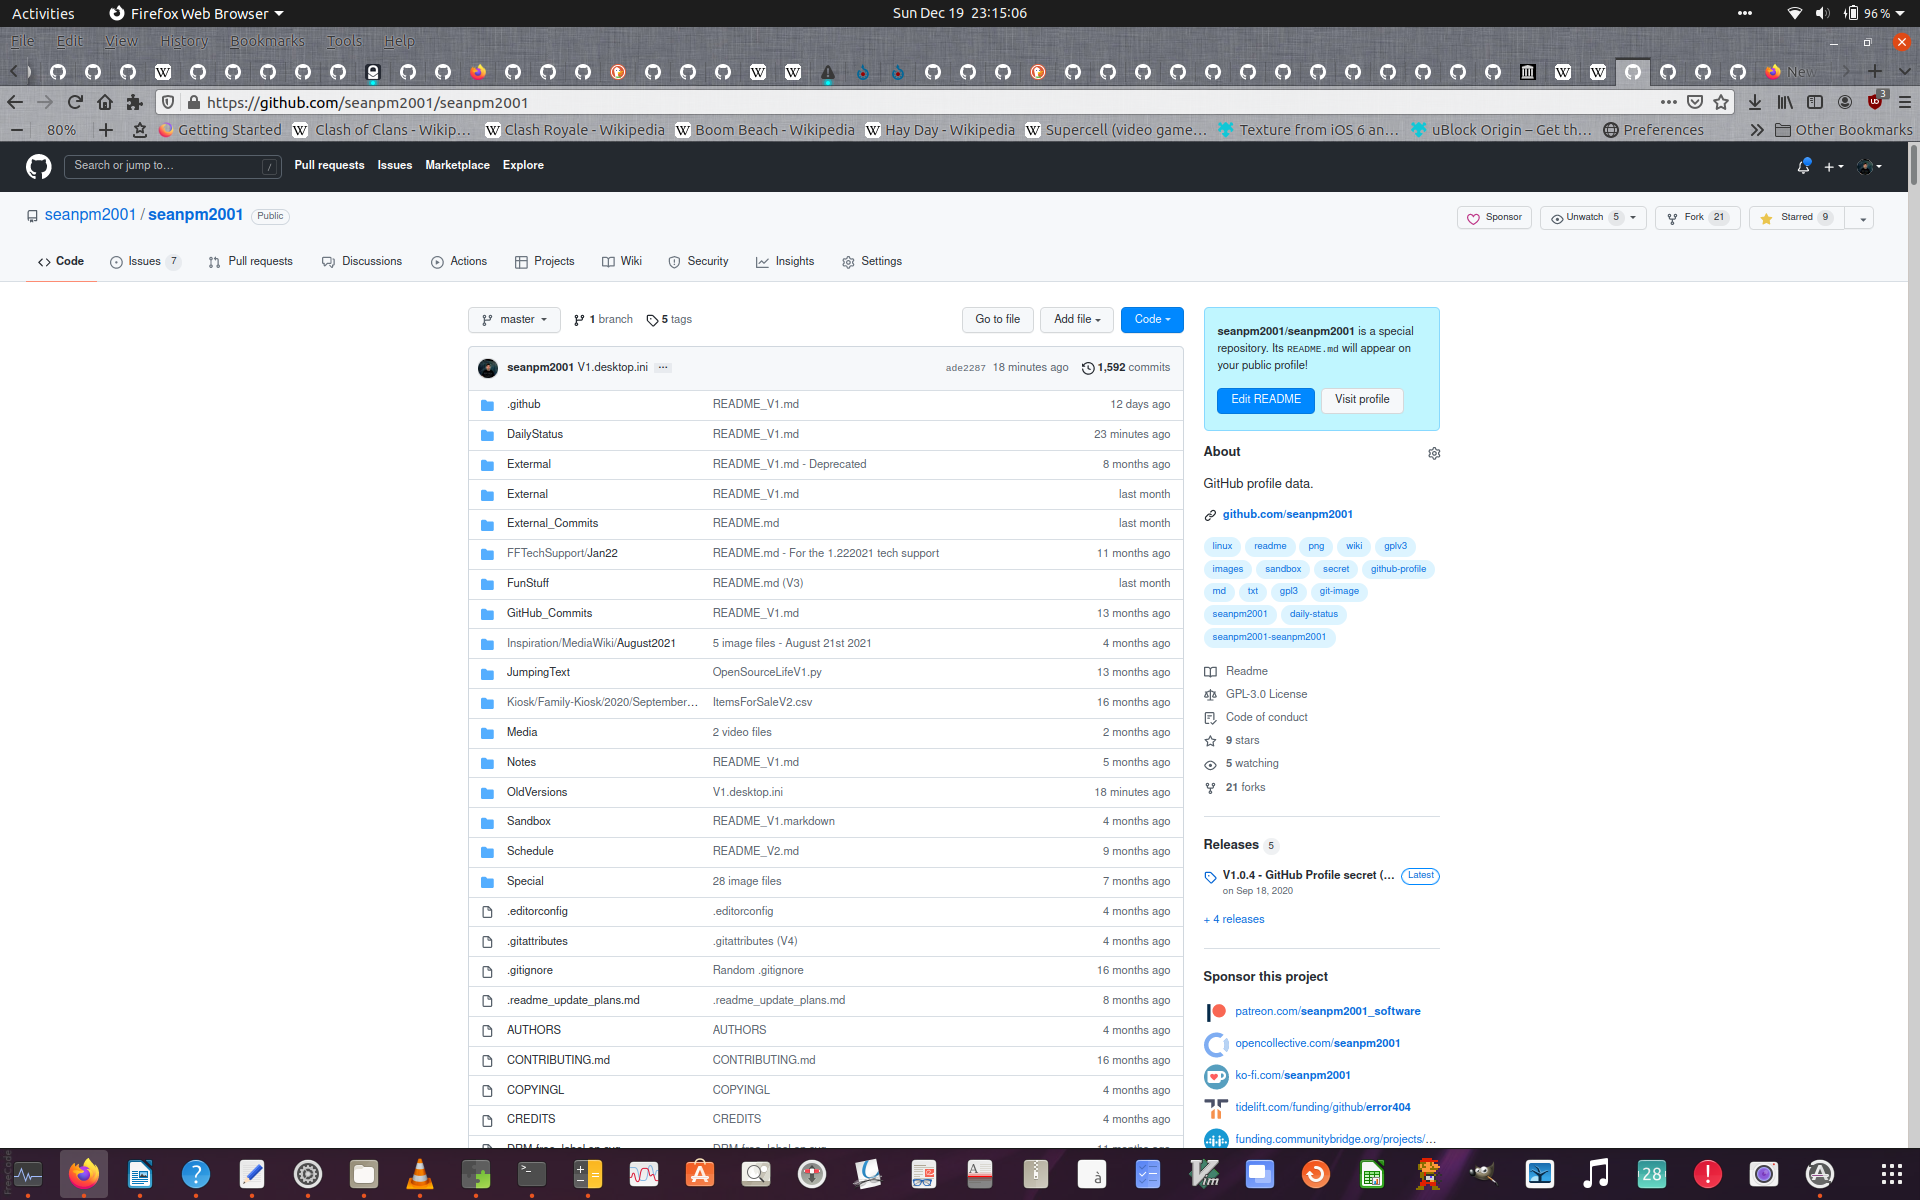 Activities
Firefox Web Browser
Sun Dec 19 23:15:06
96 %
File Edit View History Bookmarks Tools Help
New
https://github.com/seanpm2001/seanpm2001
3
80%
Getting Started
Clash of Clans - Wikip…
Clash Royale - Wikipedia
Boom Beach - Wikipedia
Hay Day - Wikipedia
Supercell (video game…
Texture from iOS 6 an…
uBlock Origin – Get th…
Preferences
Other Bookmarks
Search or jump to…
/
Pull requests Issues Marketplace Explore
seanpm2001 / seanpm2001 Public
Sponsor
Unwatch 5
Fork 21
Starred 9
Code
Issues 7
Pull requests
Discussions
Actions
Projects
Wiki
Security
Insights
Settings
master
1 branch
5 tags
Go to file
Add file
Code
seanpm2001 V1.desktop.ini ... ade2287 18 minutes ago 1,592 commits
.github README_V1.md 12 days ago
DailyStatus README_V1.md 23 minutes ago
Extermal README_V1.md - Deprecated 8 months ago
External README_V1.md last month
External_Commits README.md last month
FFTechSupport/Jan22 README.md - For the 1.222021 tech support 11 months ago
FunStuff README.md (V3) last month
GitHub_Commits README_V1.md 13 months ago
Inspiration/MediaWiki/August2021 5 image files - August 21st 2021 4 months ago
JumpingText OpenSourceLifeV1.py 13 months ago
Kiosk/Family-Kiosk/2020/September… ItemsForSaleV2.csv 16 months ago
Media 2 video files 2 months ago
Notes README_V1.md 5 months ago
OldVersions V1.desktop.ini 18 minutes ago
Sandbox README_V1.markdown 4 months ago
Schedule README_V2.md 9 months ago
Special 28 image files 7 months ago
.editorconfig .editorconfig 4 months ago
.gitattributes .gitattributes (V4) 4 months ago
.gitignore Random .gitignore 16 months ago
.readme_update_plans.md .readme_update_plans.md 8 months ago
AUTHORS AUTHORS 4 months ago
CONTRIBUTING.md CONTRIBUTING.md 16 months ago
COPYINGL COPYINGL 4 months ago
CREDITS CREDITS 4 months ago
seanpm2001/seanpm2001 is a special
repository. Its README.md will appear on
your public profile!
Edit README
Visit profile
About
GitHub profile data.
github.com/seanpm2001
linux readme png wiki gplv3
images sandbox secret github-profile
md txt gpl3 git-image
seanpm2001 daily-status
seanpm2001-seanpm2001
Readme
GPL-3.0 License
Code of conduct
9 stars
5 watching
21 forks
Releases 5
V1.0.4 - GitHub Profile secret (… Latest
on Sep 18, 2020
+ 4 releases
Sponsor this project
patreon.com/seanpm2001_software
opencollective.com/seanpm2001
ko-fi.com/seanpm2001
tidelift.com/funding/github/error404
funding.communitybridge.org/projects/…
28